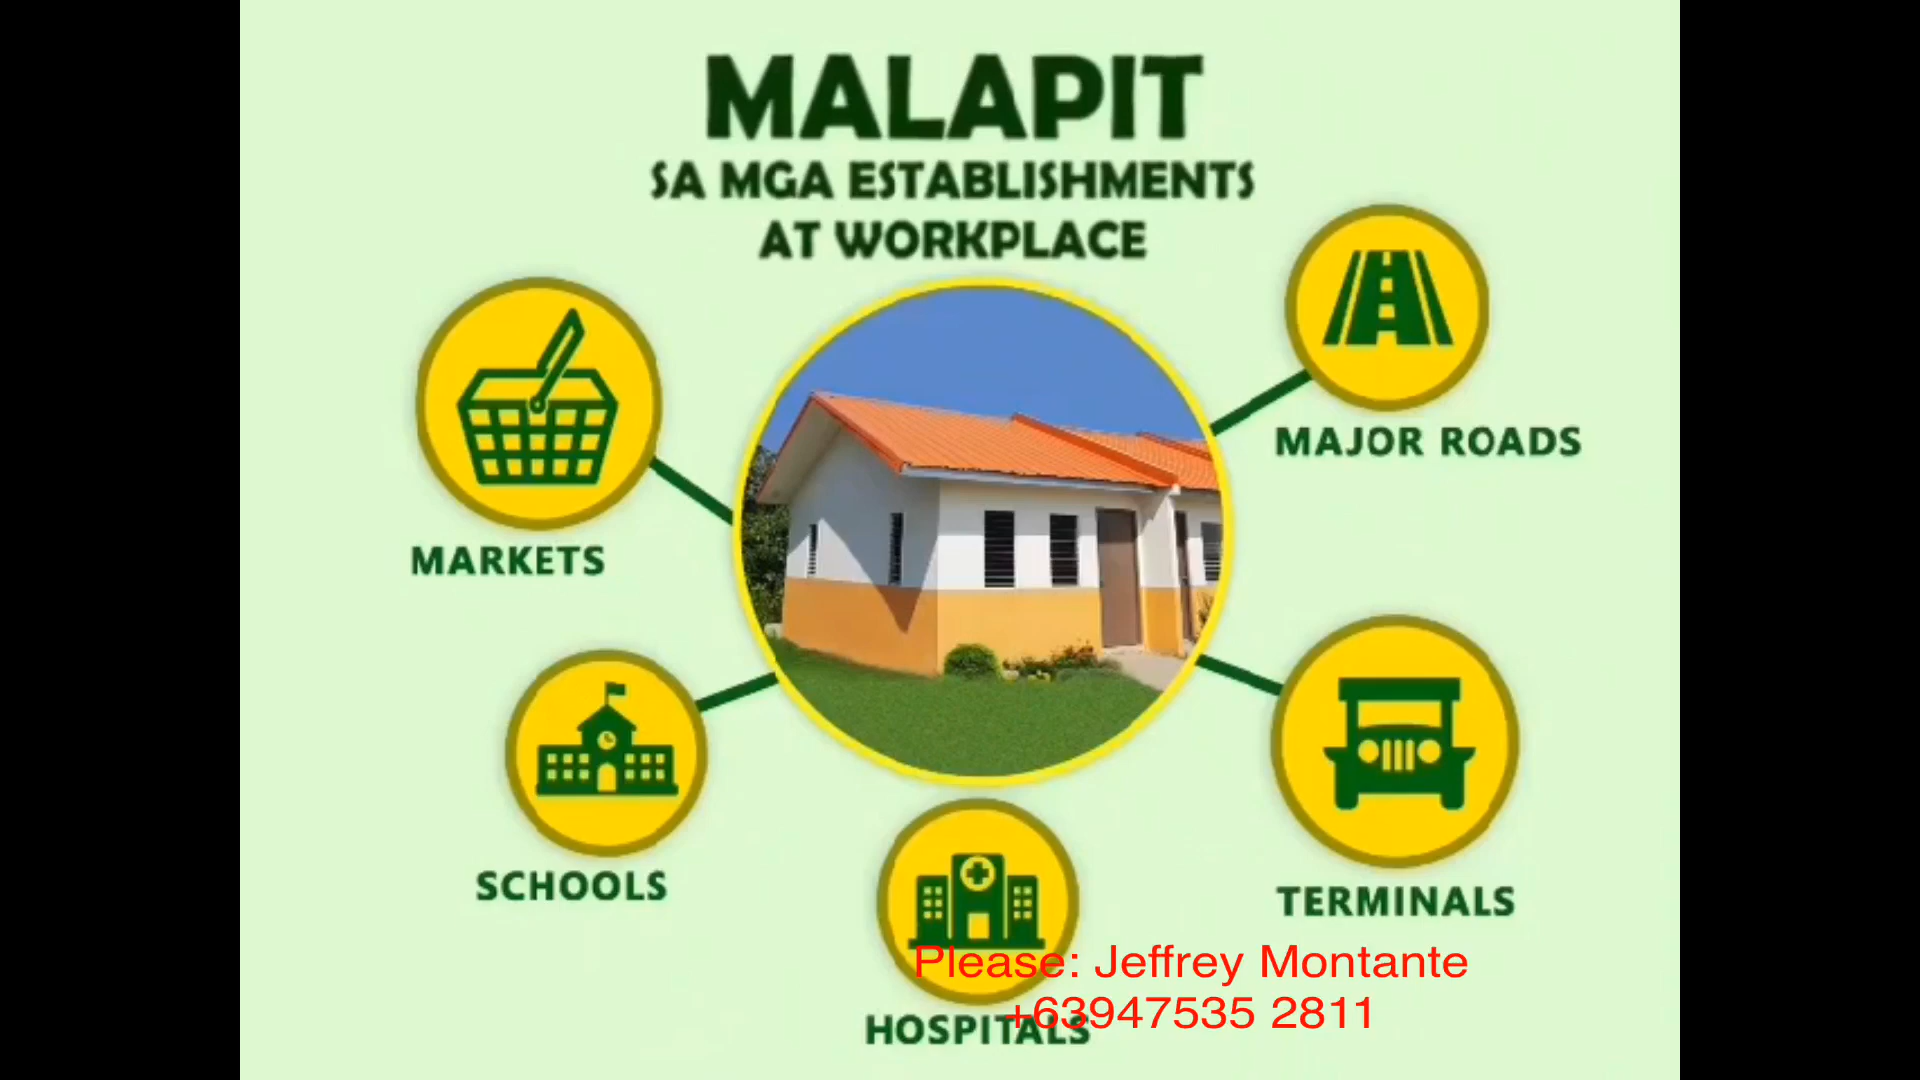 MALAPIT
SA MGA ESTABLISHMENTS
AT WORKPLACE
MARKETS
MAJOR ROADS
SCHOOLS
TERMINALS
HOSPITALS
Please: Jeffrey Montante
+63947535 2811